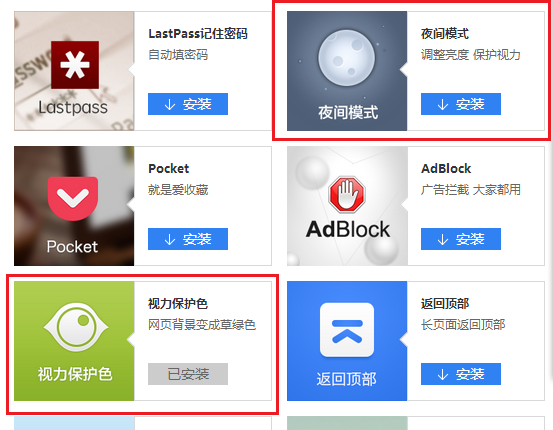 LastPass记住密码
自动填密码
Lastpass
安装
夜间模式
调整亮度 保护视力
夜间模式
安装
Pocket
就是爱收藏
Pocket
安装
AdBlock
广告拦截 大家都用
AdBlock
安装
视力保护色
网页背景变成草绿色
视力保护色
已安装
返回顶部
长页面返回顶部
返回顶部
安装